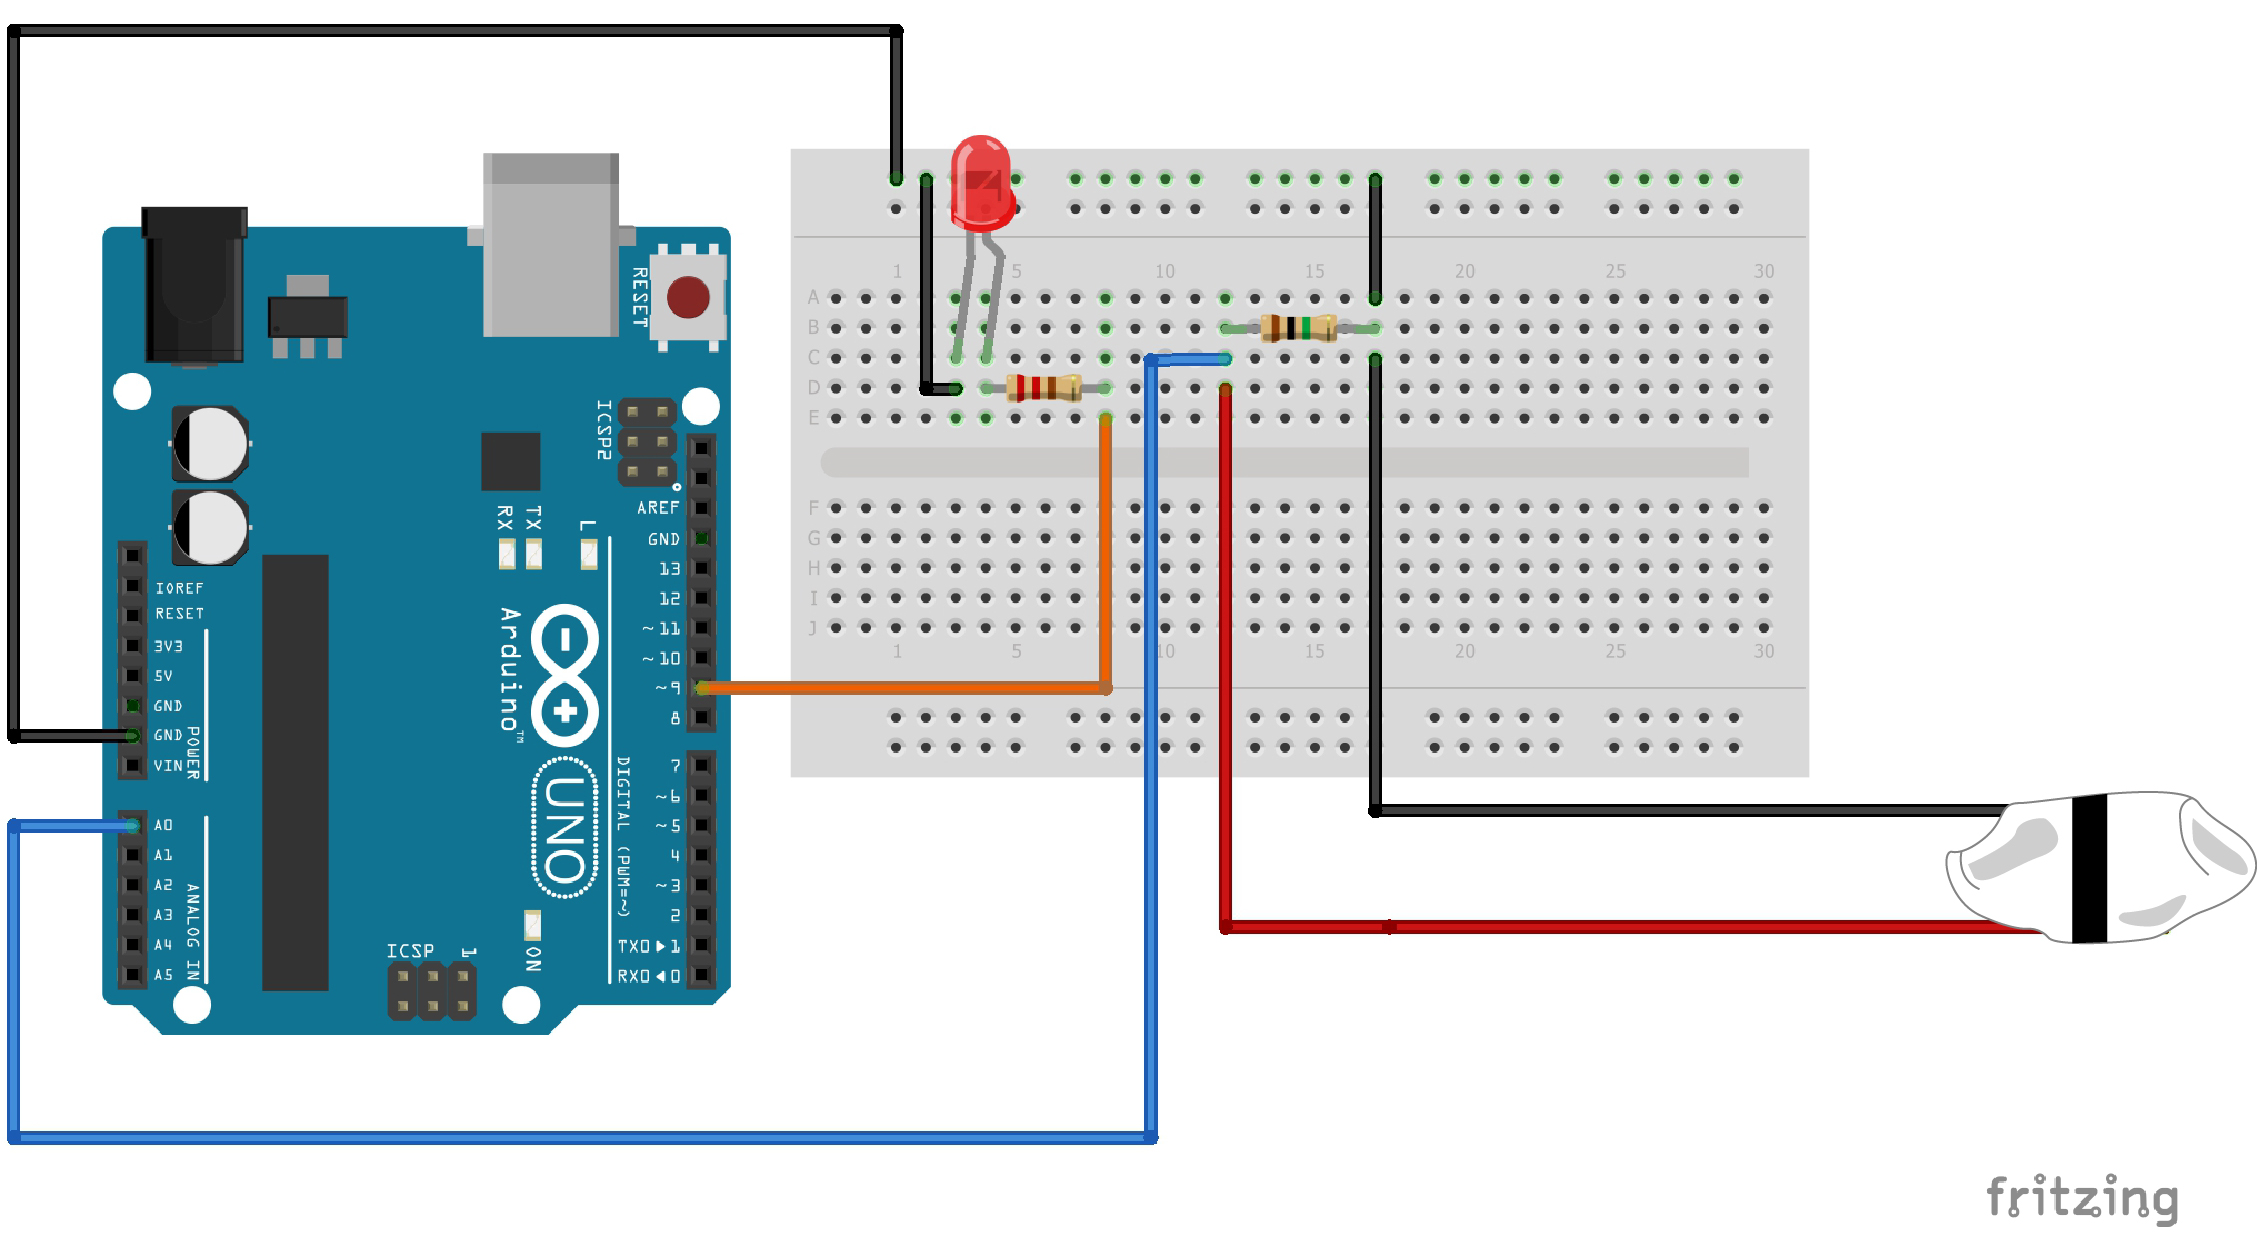 RESET
ICSP2
AREF
GND
13
12
~11
~10
~9
8
7
~6
~5
4
~3
2
TX0▶1
RX0◀0
RX
TX
L
IOREF
RESET
3V3
5V
GND
GND
VIN
POWER
A0
A1
A2
A3
A4
A5
ANALOG IN
Arduino™
UNO
DIGITAL (PWM=~)
ON
ICSP
1
1 5 10 15 20 25 30
A
B
C
D
E
F
G
H
I
J
1 5 10 15 20 25 30
fritzing